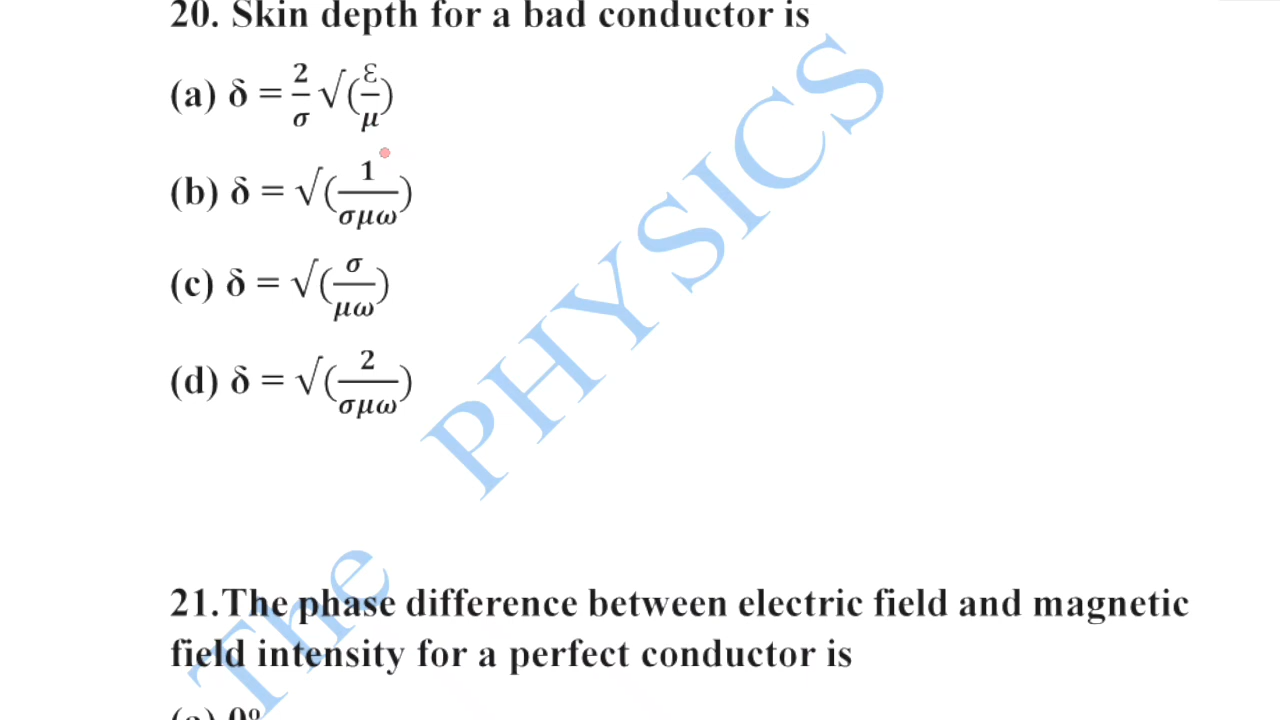 20. Skin depth for a bad conductor is
(a) δ = 2/σ √(ε/μ)
(b) δ = √(1/σμω)
(c) δ = √(σ/μω)
(d) δ = √(2/σμω)
The PHYSICS
21.The phase difference between electric field and magnetic
field intensity for a perfect conductor is
(a) 0º